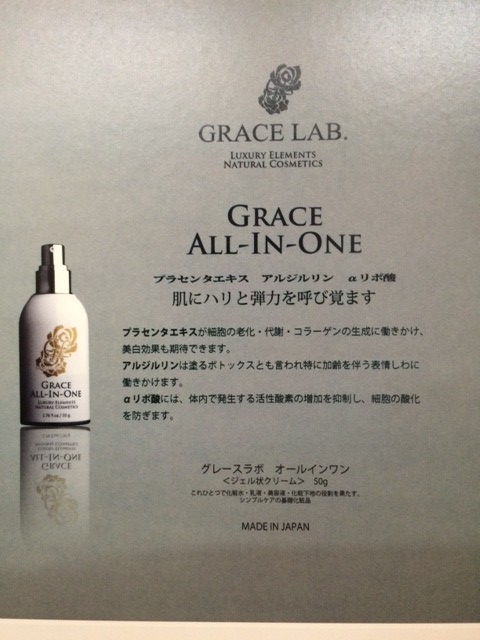 GRACE LAB.
LUXURY ELEMENTS
NATURAL COSMETICS
GRACE
ALL-IN-ONE
プラセンタエキス アルジルリン αリポ酸
肌にハリと弾力を呼び覚ます
プラセンタエキスが細胞の老化・代謝・コラーゲンの生成に働きかけ、
美白効果も期待できます。
アルジルリンは塗るボトックスとも言われ特に加齢を伴う表情しわに
働きかけます。
αリポ酸には、体内で発生する活性酸素の増加を抑制し、細胞の酸化
を防ぎます。
GRACE
ALL-IN-ONE
LUXURY ELEMENTS
NATURAL COSMETICS
1.76 fl.oz / 50 g
グレースラボ オールインワン
＜ジェル状クリーム＞ 50g
これひとつで化粧水・乳液・美容液・化粧下地の役割を果たす、
シンプルケアの基礎化粧品
MADE IN JAPAN